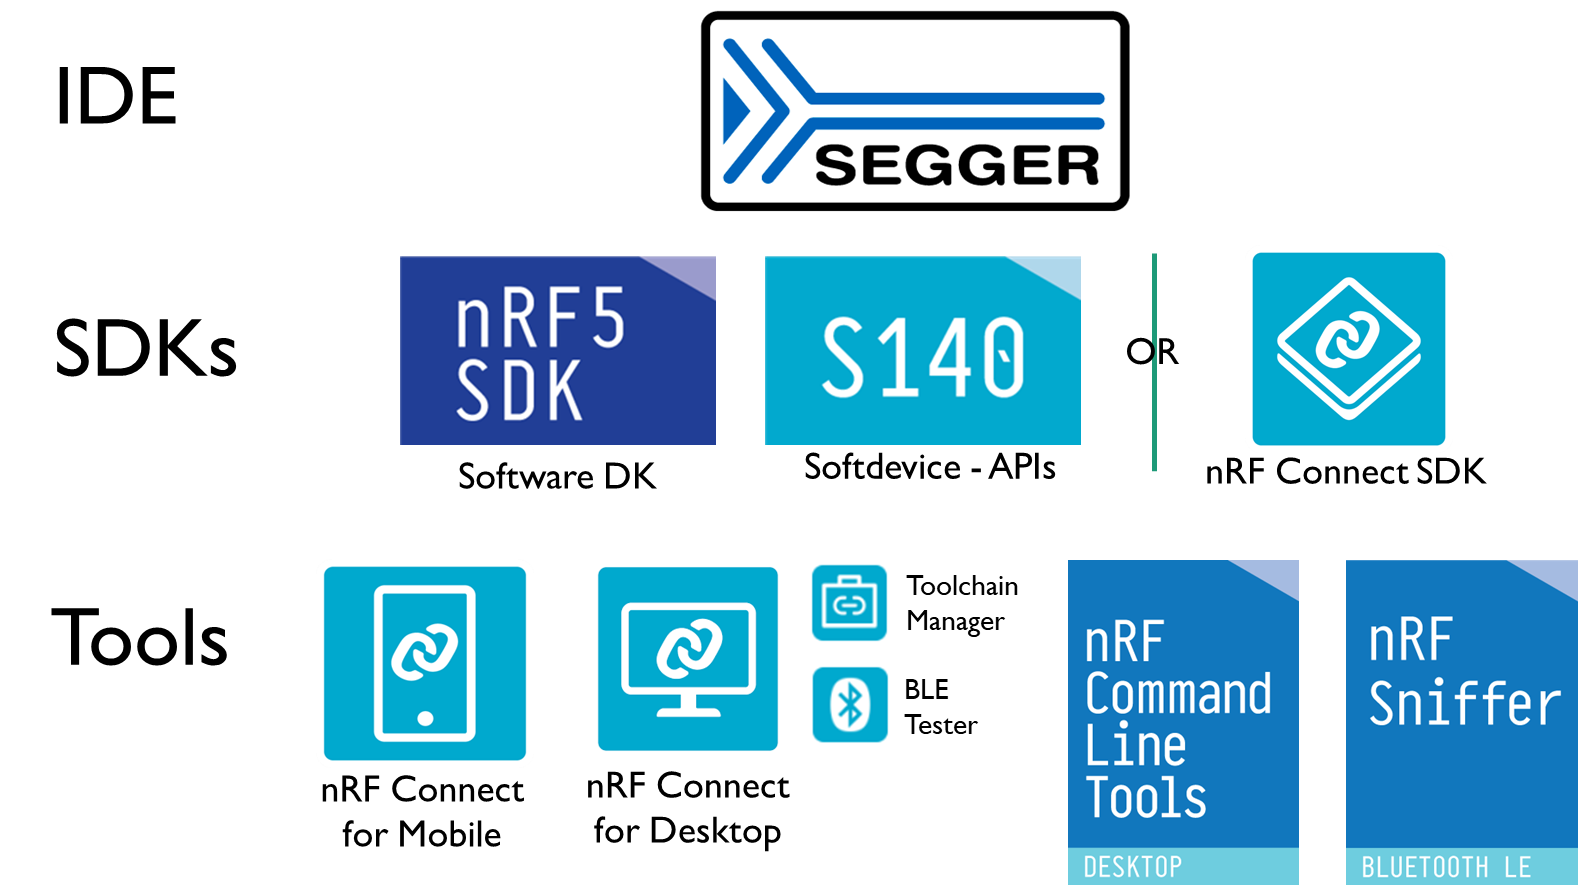 IDE
SEGGER
SDKs
nRF5
SDK
Software DK
S140
Softdevice - APIs
OR
nRF Connect SDK
Tools
nRF Connect
for Mobile
nRF Connect
for Desktop
Toolchain
Manager
BLE
Tester
nRF
Command
Line
Tools
DESKTOP
nRF
Sniffer
BLUETOOTH LE